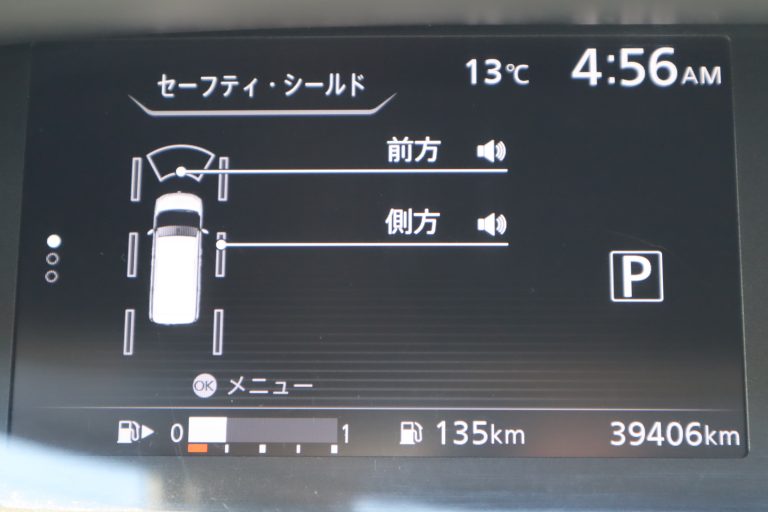 セーフティ・シールド
13℃
4:56AM
前方
側方
P
OK メニュー
0 1
135km
39406km